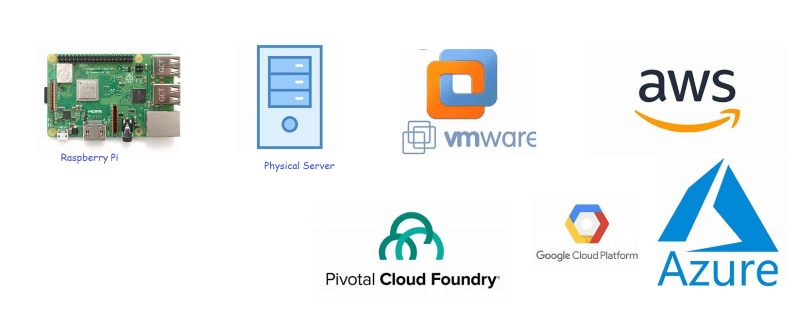 Raspberry Pi
Physical Server
vmware
aws
Pivotal Cloud Foundry
Google Cloud Platform
Azure